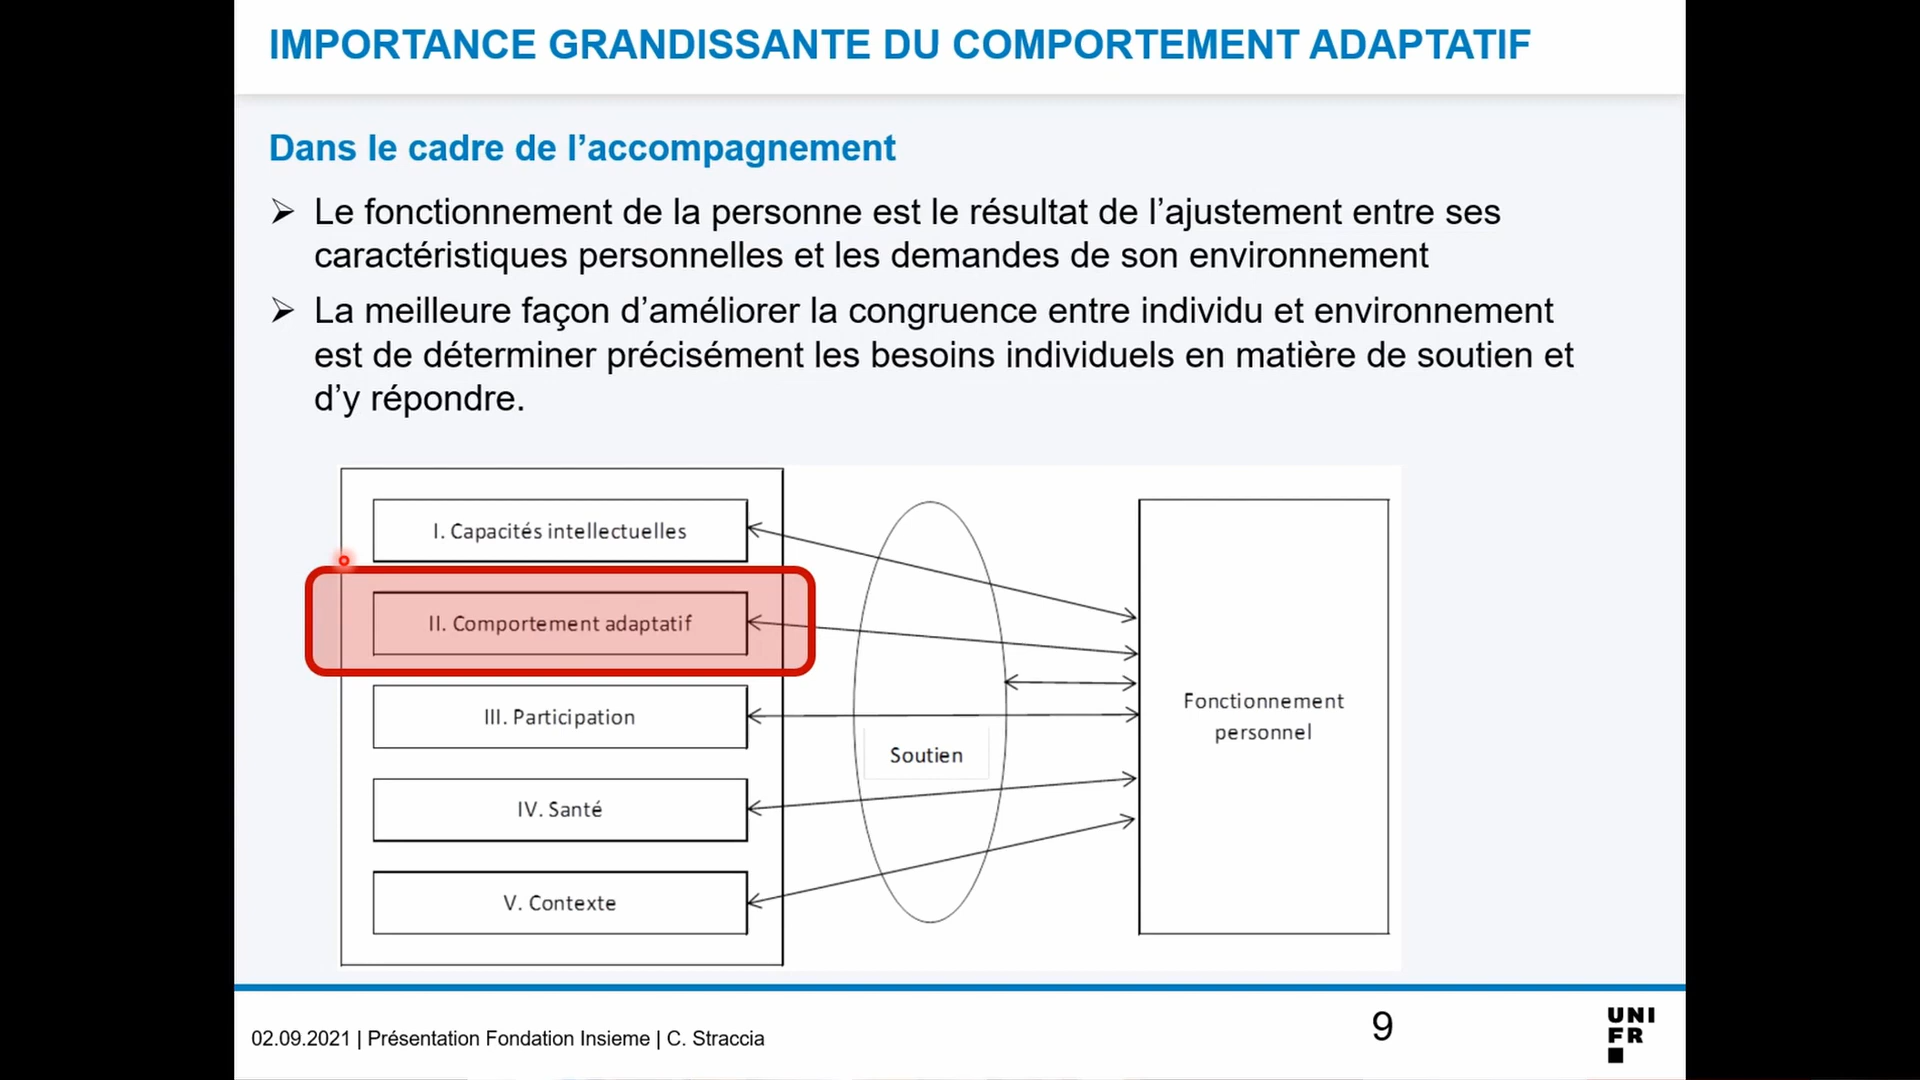 IMPORTANCE GRANDISSANTE DU COMPORTEMENT ADAPTATIF
Dans le cadre de l’accompagnement
➢ Le fonctionnement de la personne est le résultat de l’ajustement entre ses
caractéristiques personnelles et les demandes de son environnement
➢ La meilleure façon d’améliorer la congruence entre individu et environnement
est de déterminer précisément les besoins individuels en matière de soutien et
d’y répondre.
I. Capacités intellectuelles
II. Comportement adaptatif
III. Participation
IV. Santé
V. Contexte
Soutien
Fonctionnement
personnel
02.09.2021 | Présentation Fondation Insieme | C. Straccia
9
UNI
FR